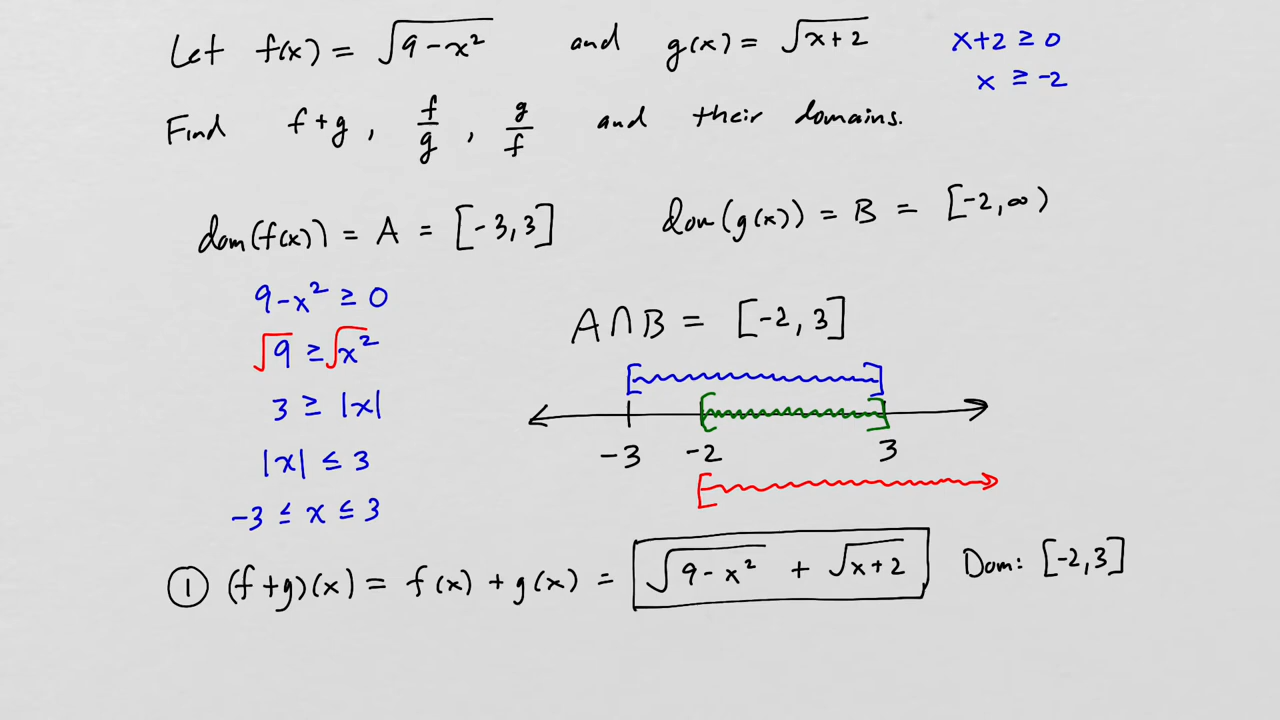 Let f(x) = √(9-x²) and g(x) = √(x+2)
x+2 ≥ 0
x ≥ -2
Find f+g, f/g, g/f and their domains.
dom(f(x)) = A = [-3,3]
dom(g(x)) = B = [-2,∞)
9-x² ≥ 0
√9 ≥ √x²
3 ≥ |x|
|x| ≤ 3
-3 ≤ x ≤ 3
A∩B = [-2,3]
-3 -2 3
① (f+g)(x) = f(x) + g(x) = √(9-x²) + √(x+2) Dom: [-2,3]